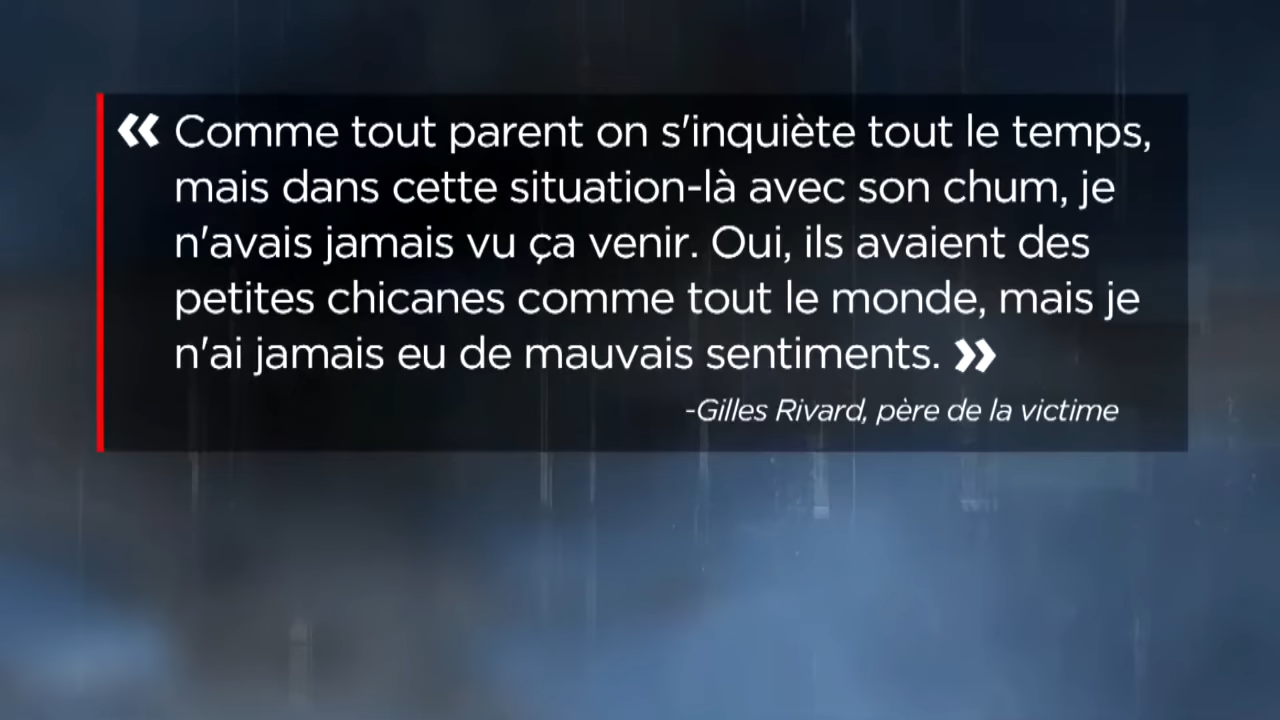 « Comme tout parent on s'inquiète tout le temps,
mais dans cette situation-là avec son chum, je
n'avais jamais vu ça venir. Oui, ils avaient des
petites chicanes comme tout le monde, mais je
n'ai jamais eu de mauvais sentiments. »
-Gilles Rivard, père de la victime